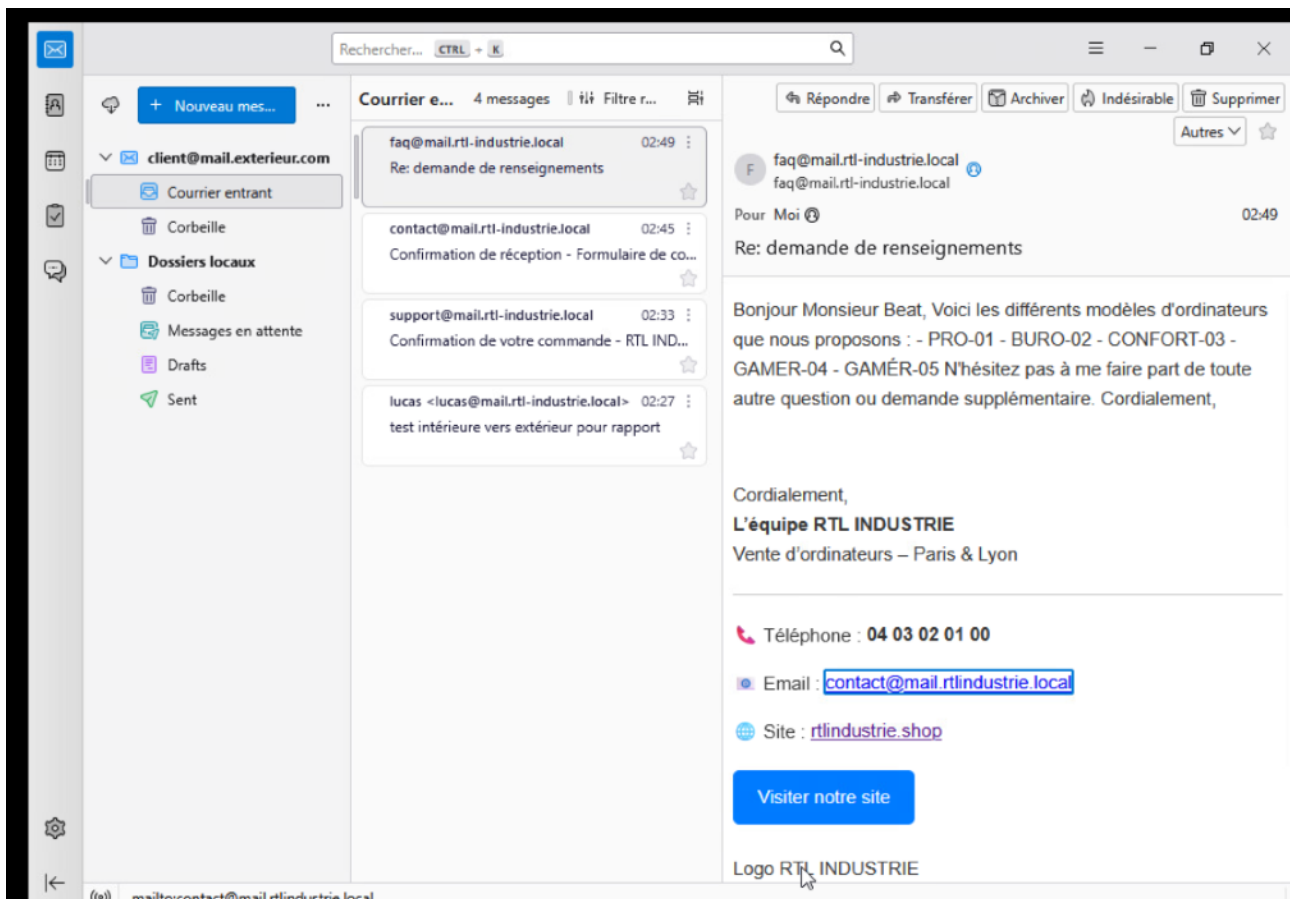 Rechercher... CTRL + K
+ Nouveau mes... ...
client@mail.exterieur.com
Courrier entrant
Corbeille
Dossiers locaux
Corbeille
Messages en attente
Drafts
Sent
Courrier e... 4 messages Filtre r...
faq@mail.rtl-industrie.local 02:49
Re: demande de renseignements
contact@mail.rtl-industrie.local 02:45
Confirmation de réception - Formulaire de co...
support@mail.rtl-industrie.local 02:33
Confirmation de votre commande - RTL IND...
lucas <lucas@mail.rtl-industrie.local> 02:27
test intérieure vers extérieur pour rapport
Répondre Transférer Archiver Indésirable Supprimer
Autres
F
faq@mail.rtl-industrie.local
faq@mail.rtl-industrie.local
Pour Moi 02:49
Re: demande de renseignements
Bonjour Monsieur Beat, Voici les différents modèles d'ordinateurs
que nous proposons : - PRO-01 - BURO-02 - CONFORT-03 -
GAMER-04 - GAMÉR-05 N'hésitez pas à me faire part de toute
autre question ou demande supplémentaire. Cordialement,
Cordialement,
L'équipe RTL INDUSTRIE
Vente d'ordinateurs – Paris & Lyon
Téléphone : 04 03 02 01 00
Email : contact@mail.rtlindustrie.local
Site : rtlindustrie.shop
Visiter notre site
Logo RTL INDUSTRIE
mailto:contact@mail.rtlindustrie.local